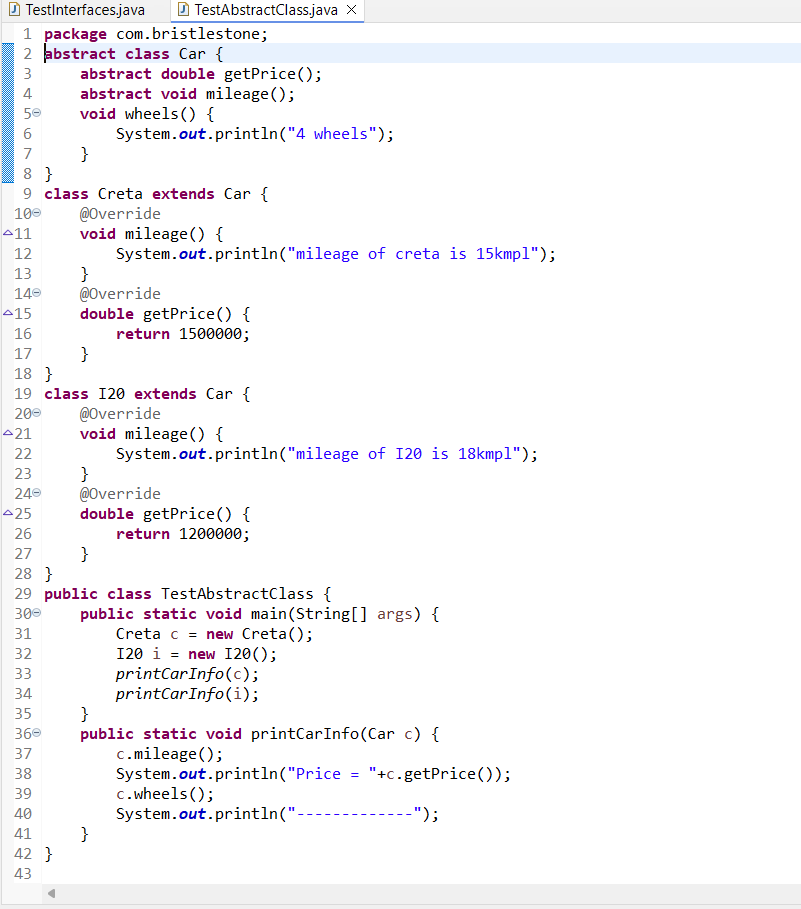 TestInterfaces.java TestAbstractClass.java
1 package com.bristlestone;
2 abstract class Car {
3     abstract double getPrice();
4     abstract void mileage();
5     void wheels() {
6         System.out.println("4 wheels");
7     }
8 }
9 class Creta extends Car {
10     @Override
11     void mileage() {
12         System.out.println("mileage of creta is 15kmpl");
13     }
14     @Override
15     double getPrice() {
16         return 1500000;
17     }
18 }
19 class I20 extends Car {
20     @Override
21     void mileage() {
22         System.out.println("mileage of I20 is 18kmpl");
23     }
24     @Override
25     double getPrice() {
26         return 1200000;
27     }
28 }
29 public class TestAbstractClass {
30     public static void main(String[] args) {
31         Creta c = new Creta();
32         I20 i = new I20();
33         printCarInfo(c);
34         printCarInfo(i);
35     }
36     public static void printCarInfo(Car c) {
37         c.mileage();
38         System.out.println("Price = "+c.getPrice());
39         c.wheels();
40         System.out.println("-------------");
41     }
42 }
43